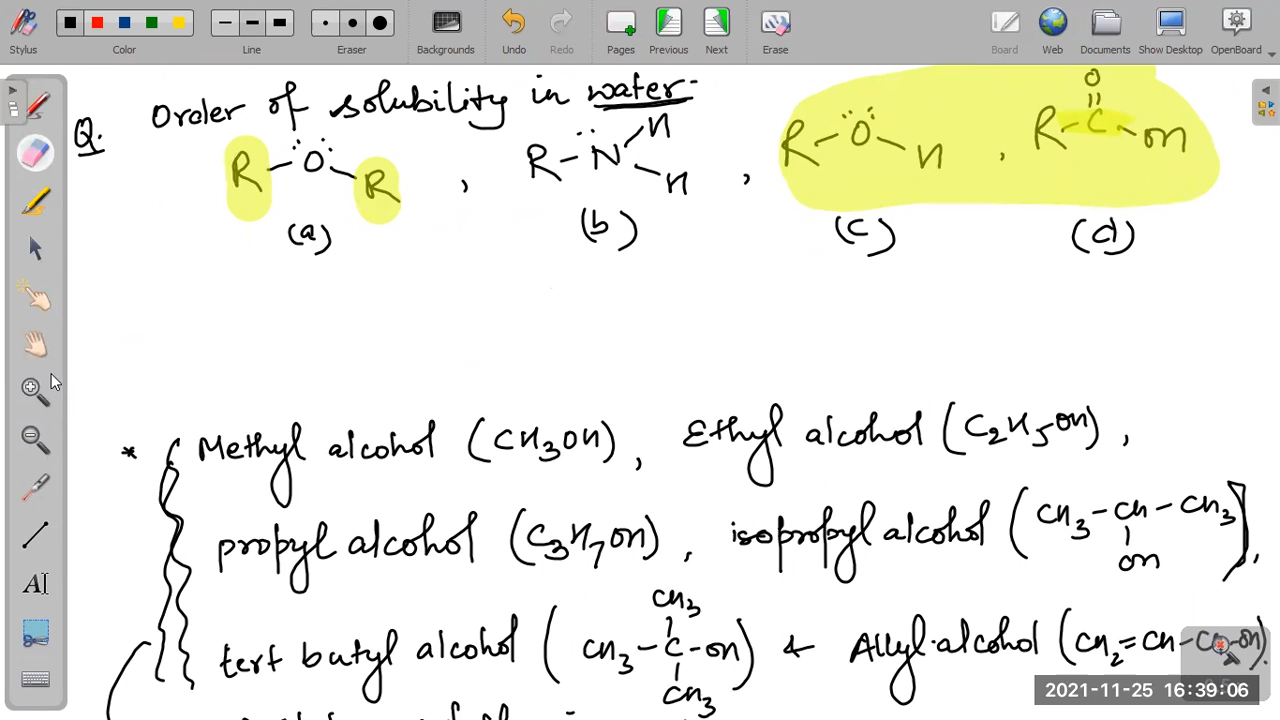 Stylus Color Line Eraser Backgrounds Undo Redo Pages Previous Next Erase Board Web Documents Show Desktop OpenBoard
Q. Order of solubility in water
R-O-R, R-N-H H, R-O-H, R-C-OH O
(a) (b) (c) (d)
* Methyl alcohol (CH3OH), Ethyl alcohol (C2H5OH),
propyl alcohol (C3H7OH), isopropyl alcohol (CH3-CH-CH3
OH),
CH3
tert butyl alcohol (CH3-C-OH) & Allyl alcohol (CH2=CH-CH2-OH).
CH3
2021-11-25 16:39:06